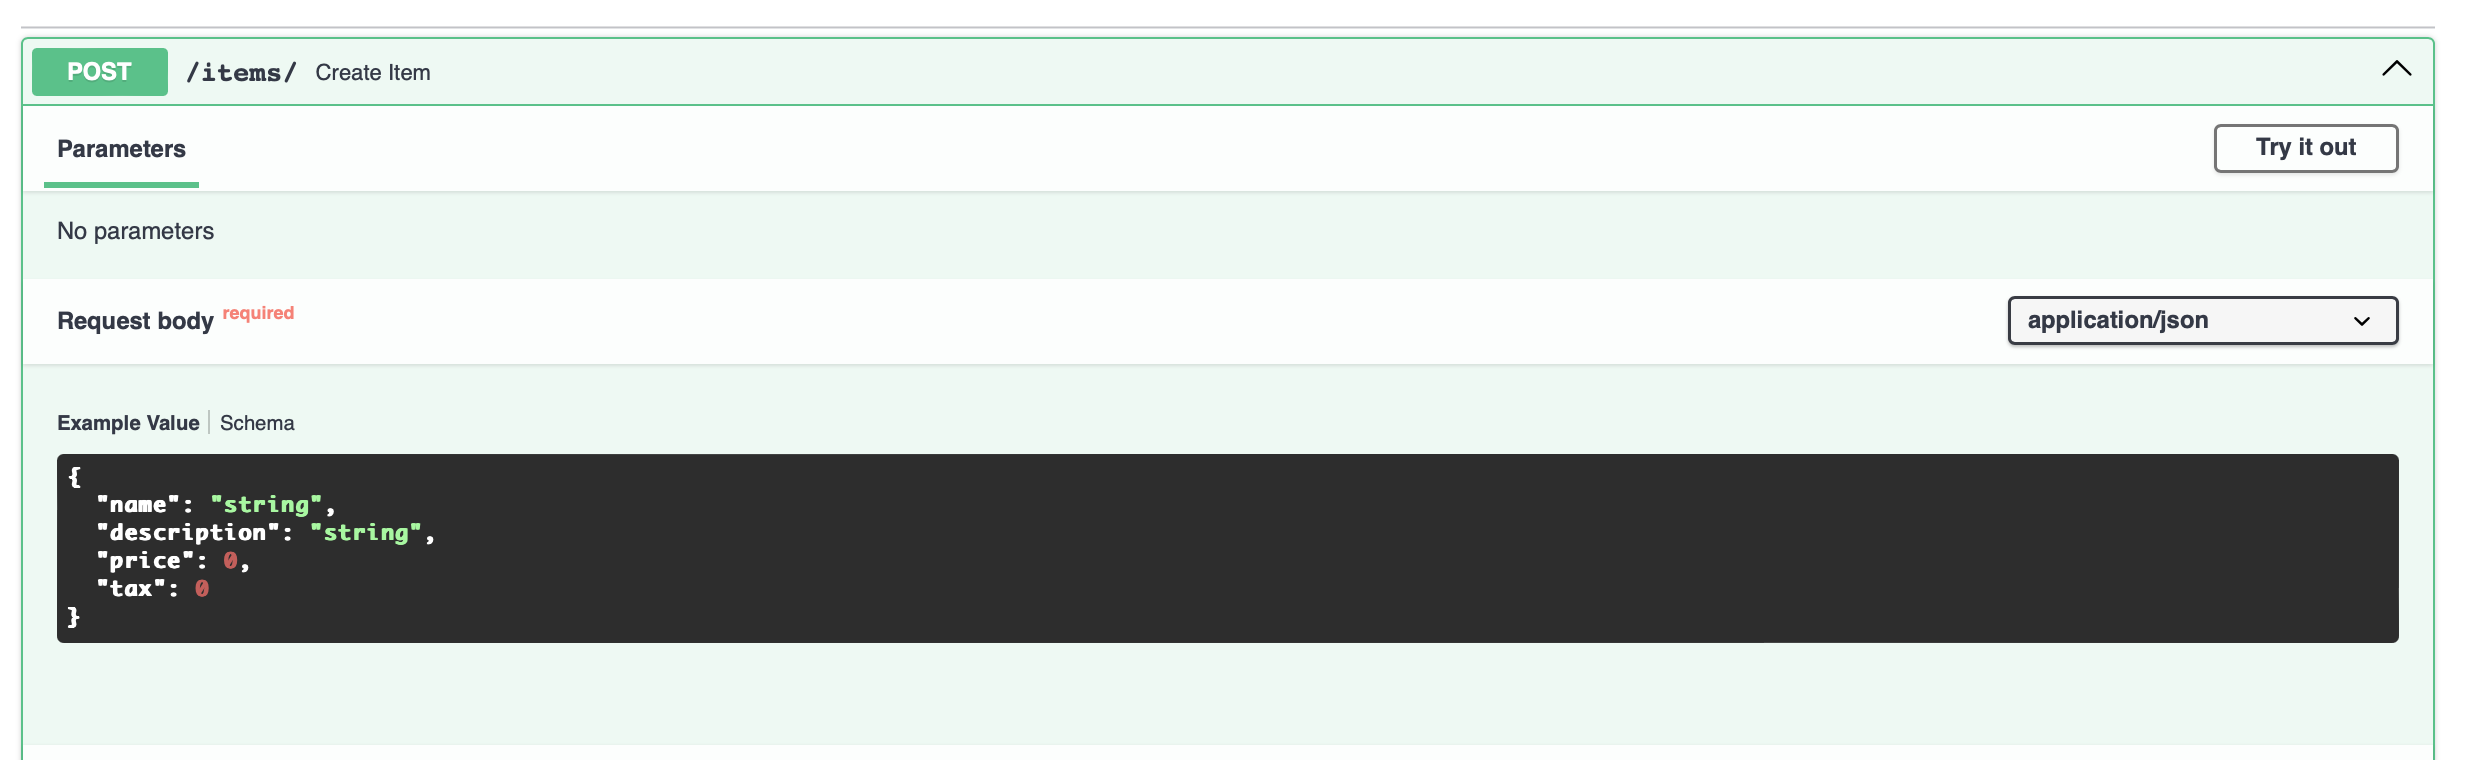 POST /items/ Create Item
Parameters
Try it out
No parameters
Request body required
application/json
Example Value | Schema
{
  "name": "string",
  "description": "string",
  "price": 0,
  "tax": 0
}